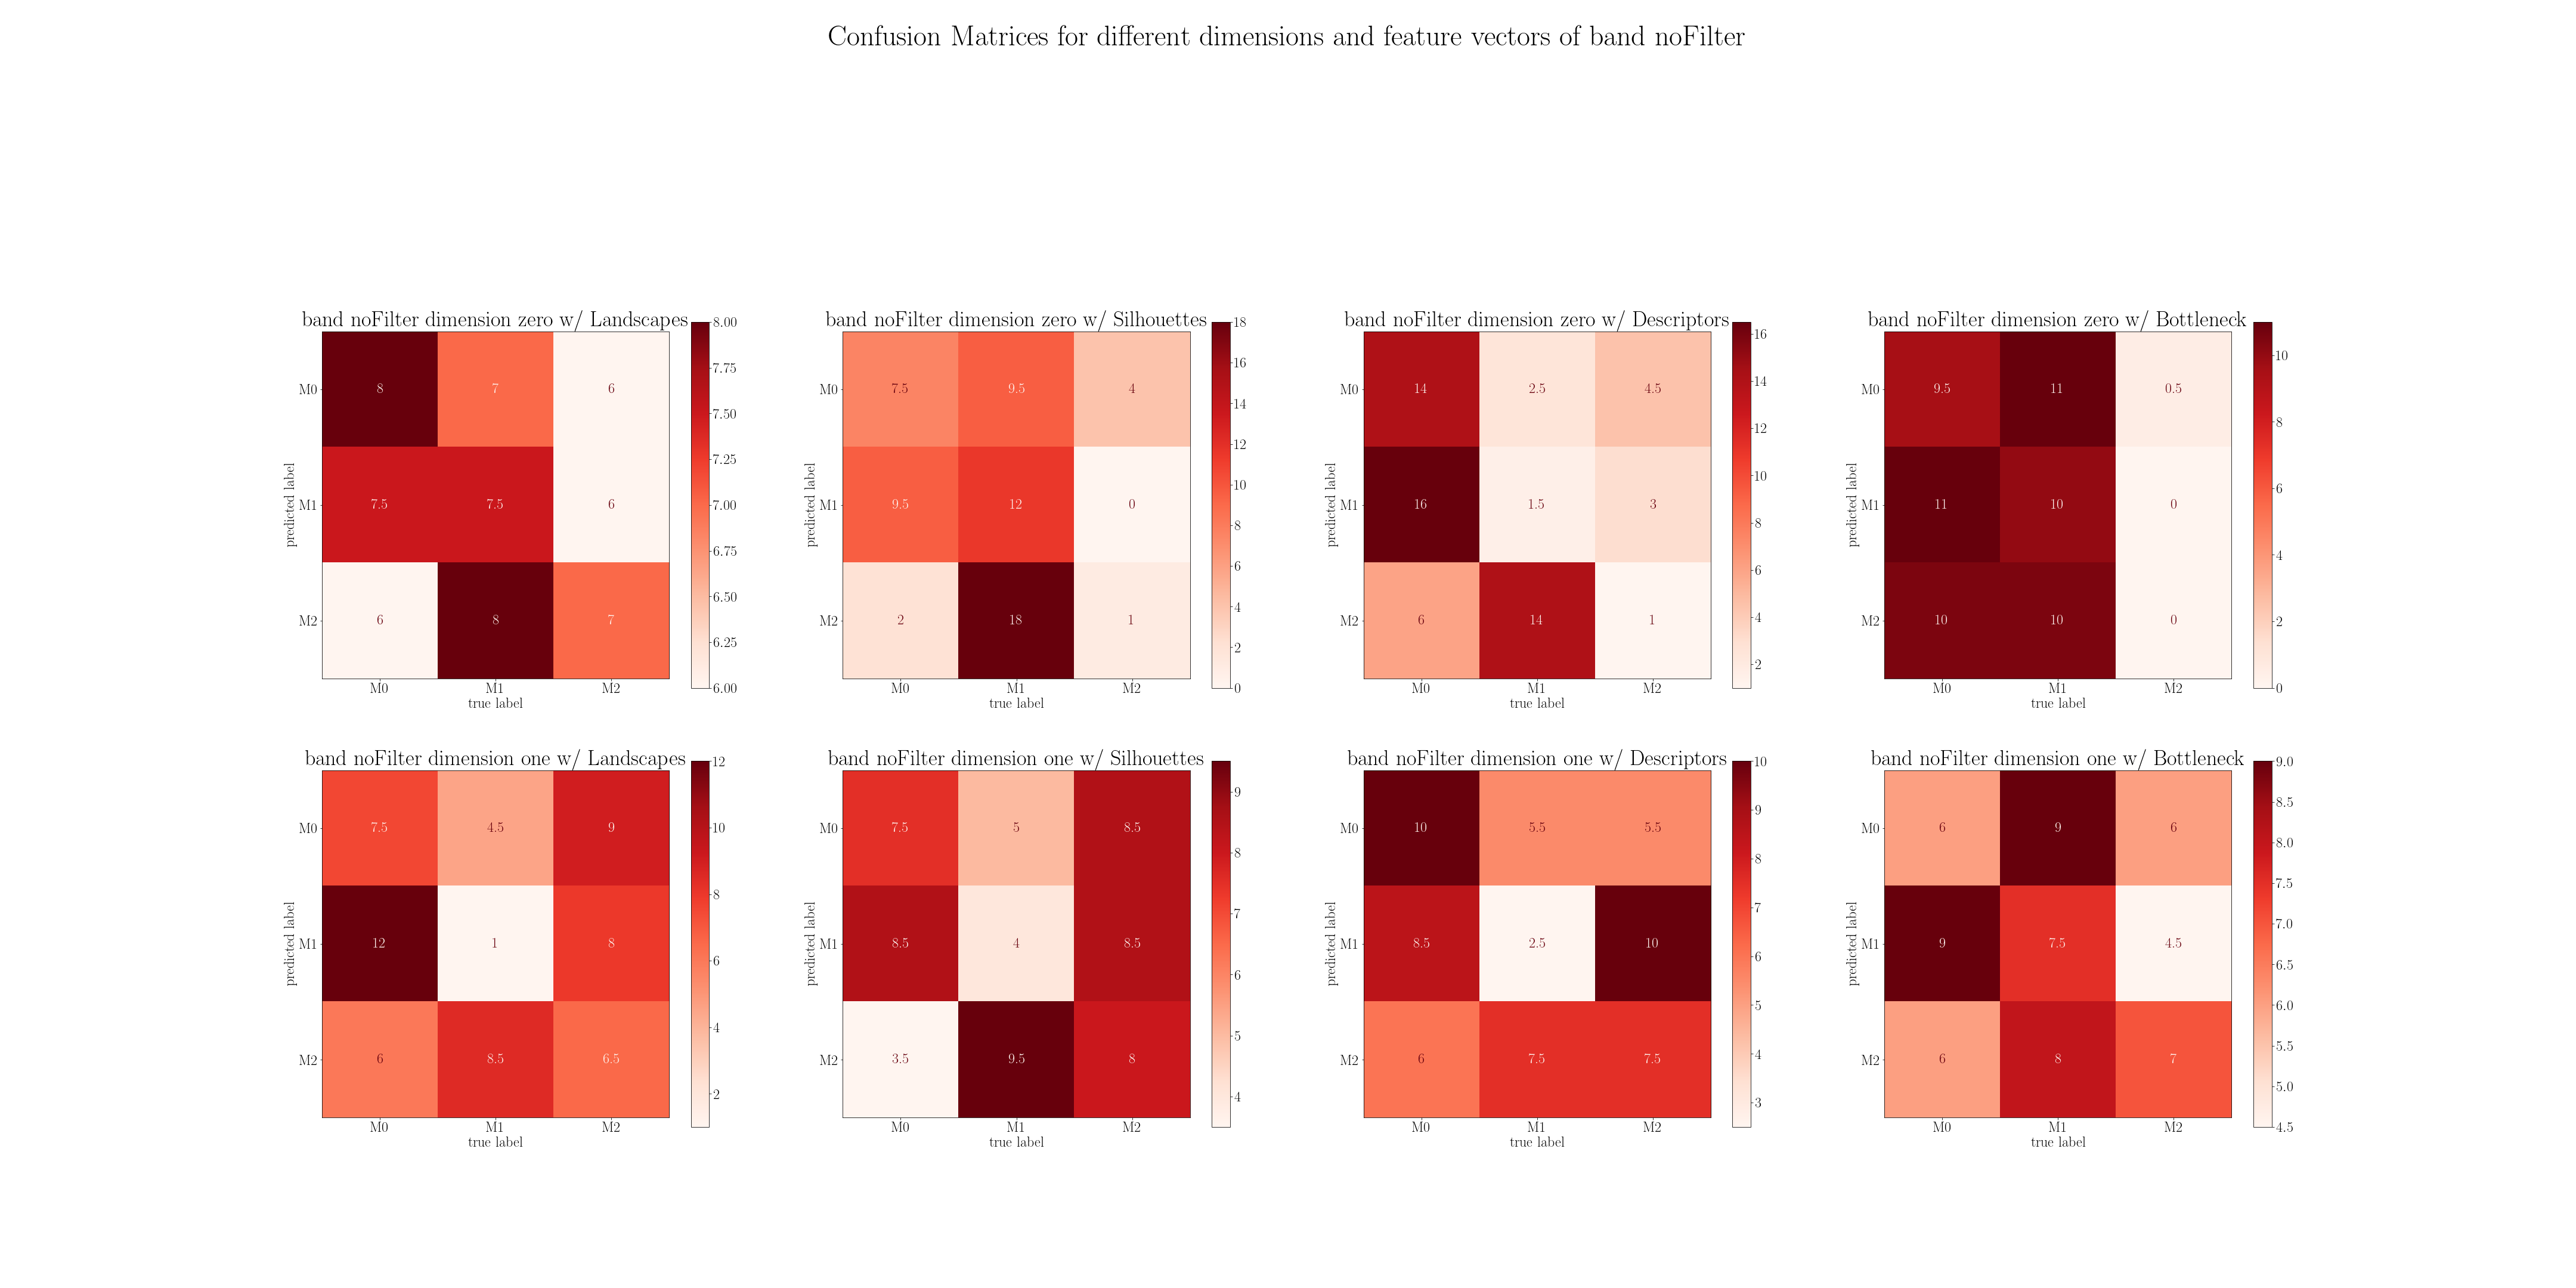 Confusion Matrices for different dimensions and feature vectors of band noFilter
band noFilter dimension zero w/ Landscapes
predicted label
M0 8 7 6
M1 7.5 7.5 6
M2 6 8 7
M0 M1 M2
true label
8.00
7.75
7.50
7.25
7.00
6.75
6.50
6.25
6.00
band noFilter dimension zero w/ Silhouettes
predicted label
M0 7.5 9.5 4
M1 9.5 12 0
M2 2 18 1
M0 M1 M2
true label
18
16
14
12
10
8
6
4
2
0
band noFilter dimension zero w/ Descriptors
predicted label
M0 14 2.5 4.5
M1 16 1.5 3
M2 6 14 1
M0 M1 M2
true label
16
14
12
10
8
6
4
2
band noFilter dimension zero w/ Bottleneck
predicted label
M0 9.5 11 0.5
M1 11 10 0
M2 10 10 0
M0 M1 M2
true label
10
8
6
4
2
0
band noFilter dimension one w/ Landscapes
predicted label
M0 7.5 4.5 9
M1 12 1 8
M2 6 8.5 6.5
M0 M1 M2
true label
12
10
8
6
4
2
band noFilter dimension one w/ Silhouettes
predicted label
M0 7.5 5 8.5
M1 8.5 4 8.5
M2 3.5 9.5 8
M0 M1 M2
true label
9
8
7
6
5
4
band noFilter dimension one w/ Descriptors
predicted label
M0 10 5.5 5.5
M1 8.5 2.5 10
M2 6 7.5 7.5
M0 M1 M2
true label
10
9
8
7
6
5
4
3
band noFilter dimension one w/ Bottleneck
predicted label
M0 6 9 6
M1 9 7.5 4.5
M2 6 8 7
M0 M1 M2
true label
9.0
8.5
8.0
7.5
7.0
6.5
6.0
5.5
5.0
4.5